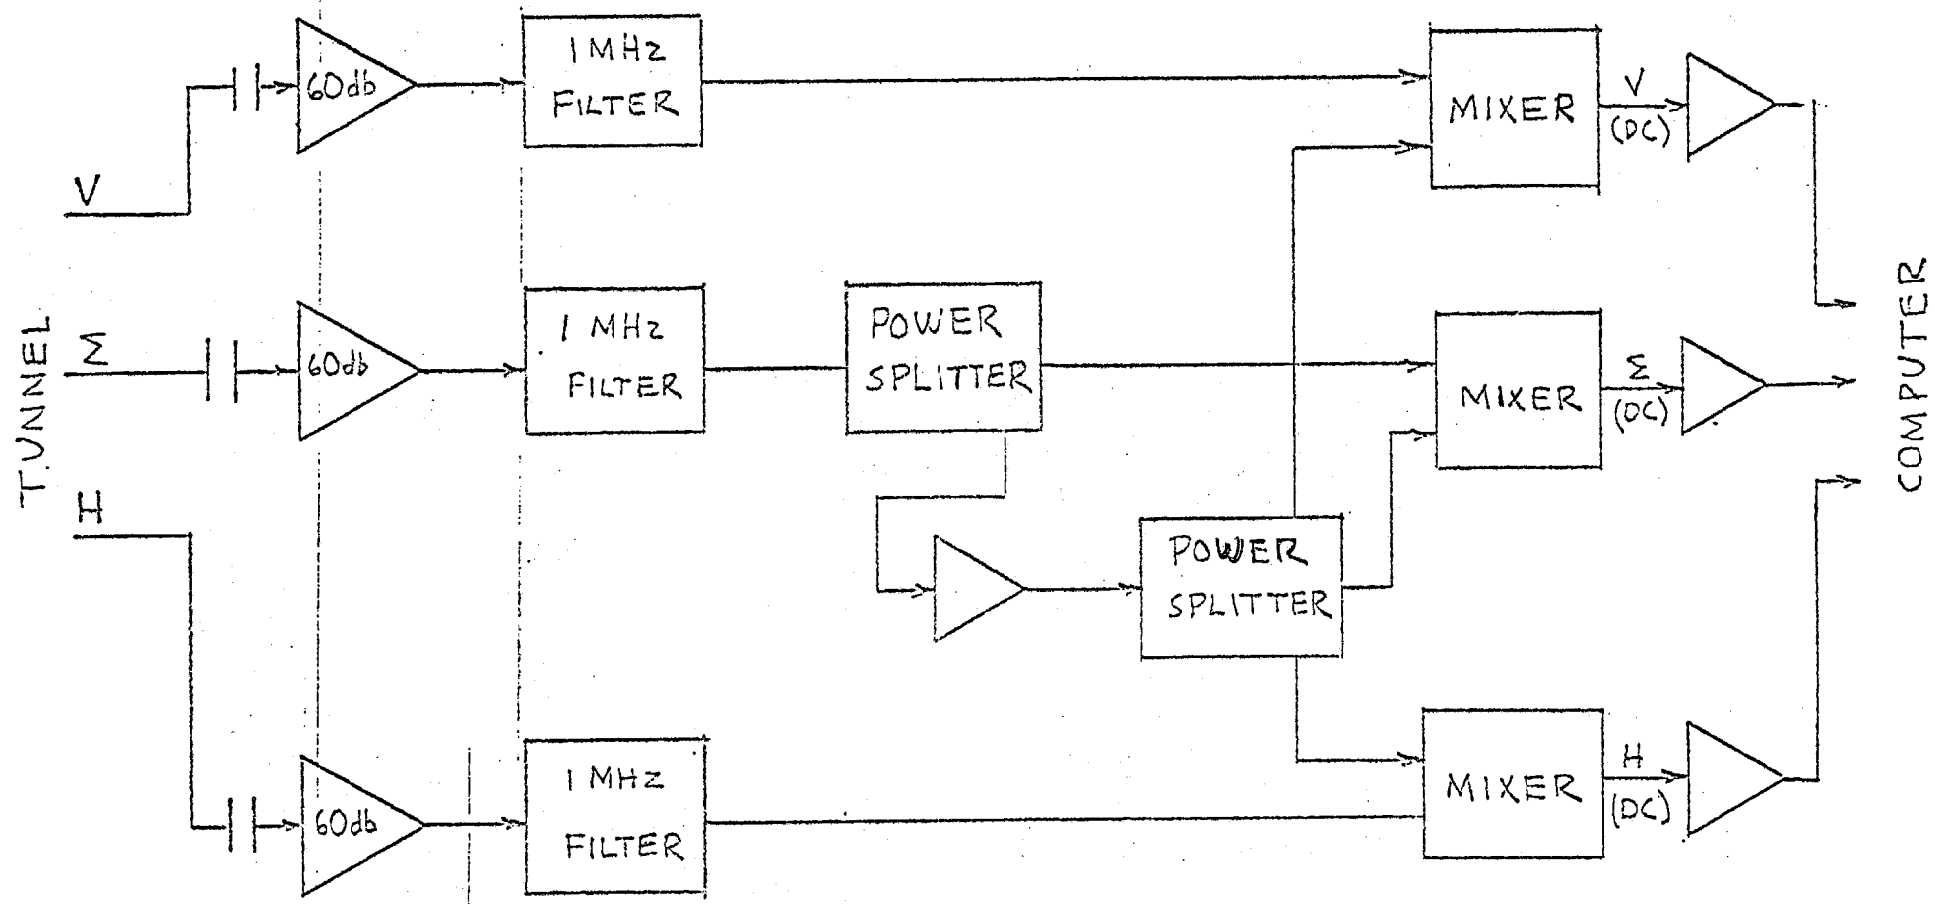 TUNNEL
V
60db
1 MHz
FILTER
MIXER
V
(DC)
Σ
60db
1 MHz
FILTER
POWER
SPLITTER
MIXER
Σ
(DC)
COMPUTER
H
POWER
SPLITTER
60db
1 MHz
FILTER
MIXER
H
(DC)